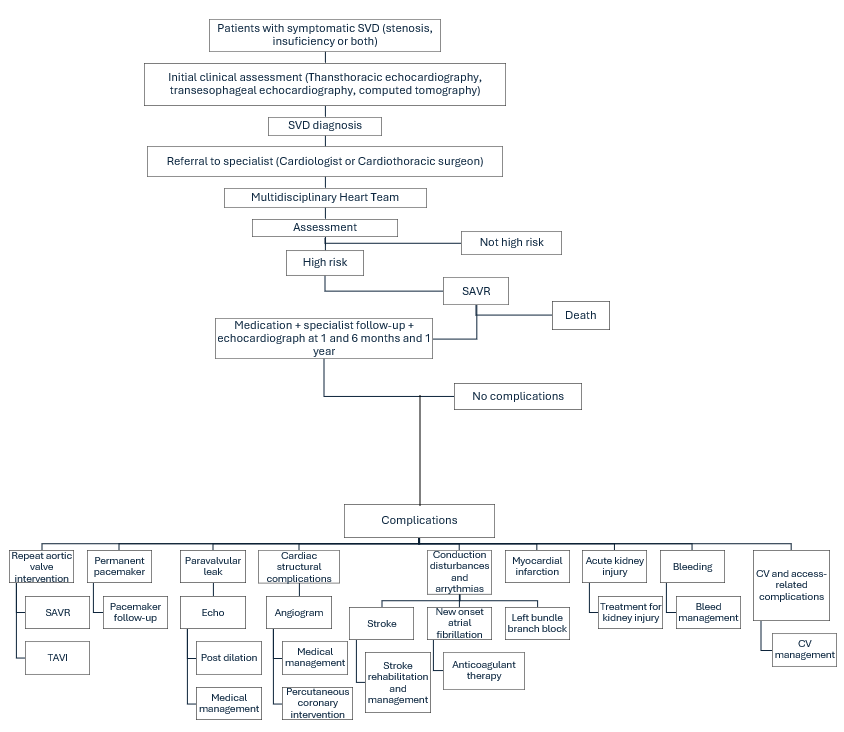 Patients with symptomatic SVD (stenosis,
insuficiency or both)
Initial clinical assessment (Thansthoracic echocardiography,
transesophageal echocardiography, computed tomography)
SVD diagnosis
Referral to specialist (Cardiologist or Cardiothoracic surgeon)
Multidisciplinary Heart Team
Assessment
Not high risk
High risk
SAVR
Death
Medication + specialist follow-up +
echocardiograph at 1 and 6 months and 1
year
No complications
Complications
Repeat aortic
valve
intervention
Permanent
pacemaker
Paravalvular
leak
Cardiac
structural
complications
Conduction
disturbances
and
arrythmias
Myocardial
infarction
Acute kidney
injury
Bleeding
CV and access-
related
complications
SAVR
Pacemaker
follow-up
Echo
Angiogram
Stroke
New onset
atrial
fibrillation
Left bundle
branch block
Treatment for
kidney injury
Bleed
management
CV
management
TAVI
Post dilation
Medical
management
Stroke
rehabilitation
and
management
Anticoagulant
therapy
Medical
management
Percutaneous
coronary
intervention